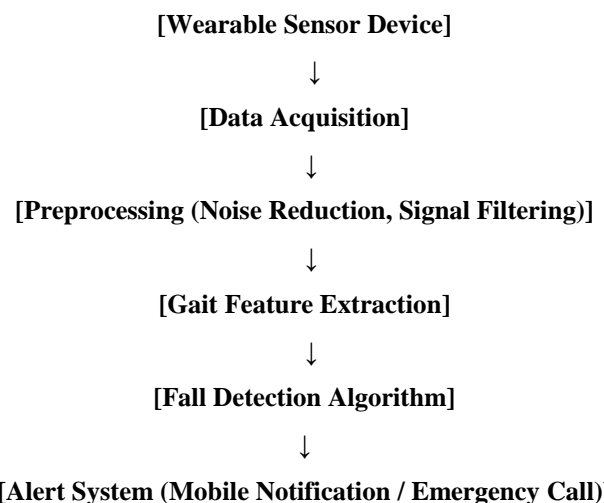 [Wearable Sensor Device]
↓
[Data Acquisition]
↓
[Preprocessing (Noise Reduction, Signal Filtering)]
↓
[Gait Feature Extraction]
↓
[Fall Detection Algorithm]
↓
[Alert System (Mobile Notification / Emergency Call)]